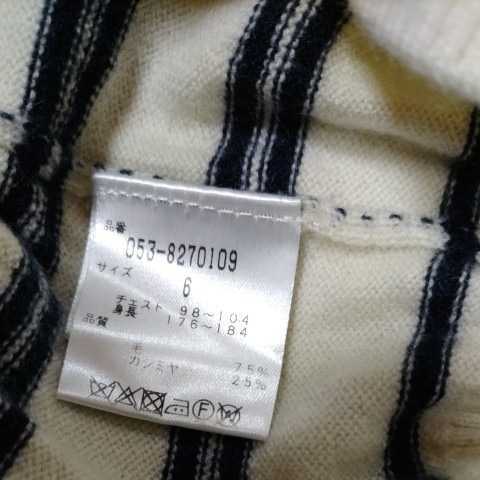 品番
053-8270109
サイズ
6
チェスト 98〜104
身長 176〜184
品質
毛 75%
カシミヤ 25%
F